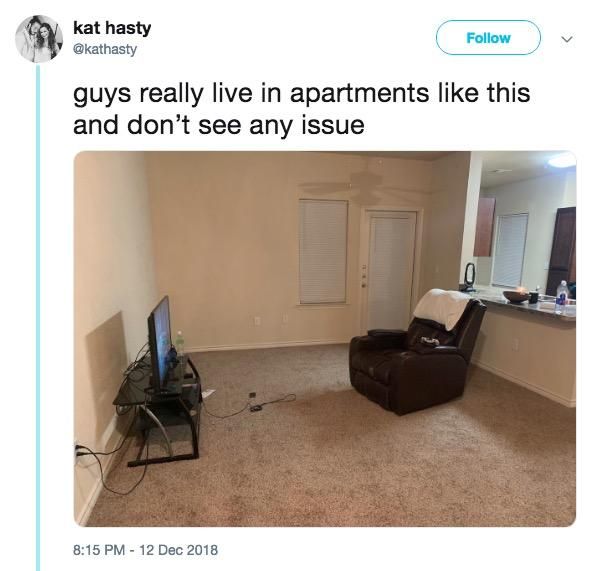 kat hasty
@kathasty
Follow
guys really live in apartments like this
and don’t see any issue
8:15 PM - 12 Dec 2018